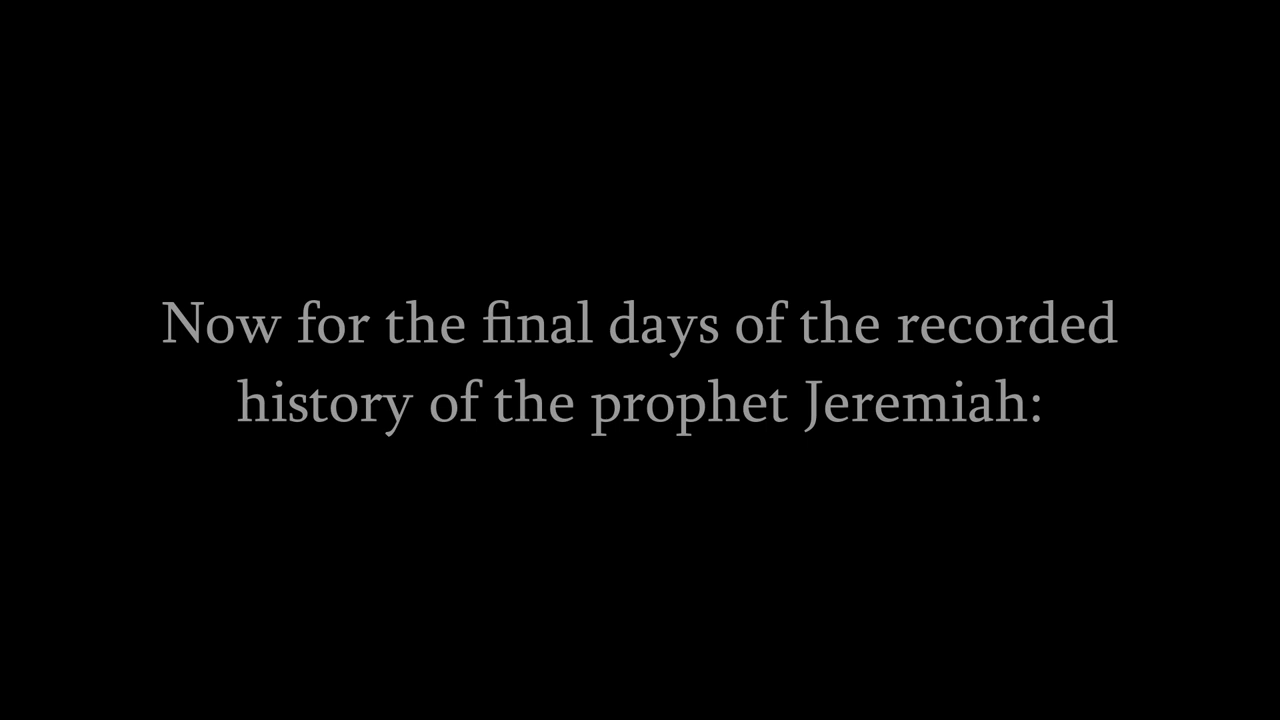 Now for the final days of the recorded
history of the prophet Jeremiah: